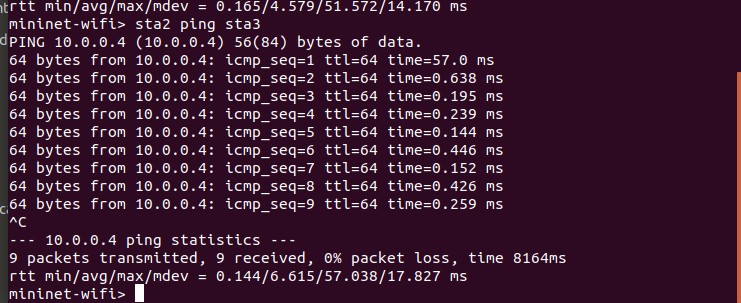 rtt min/avg/max/mdev = 0.165/4.579/51.572/14.170 ms
mininet-wifi> sta2 ping sta3
PING 10.0.0.4 (10.0.0.4) 56(84) bytes of data.
64 bytes from 10.0.0.4: icmp_seq=1 ttl=64 time=57.0 ms
64 bytes from 10.0.0.4: icmp_seq=2 ttl=64 time=0.638 ms
64 bytes from 10.0.0.4: icmp_seq=3 ttl=64 time=0.195 ms
64 bytes from 10.0.0.4: icmp_seq=4 ttl=64 time=0.239 ms
64 bytes from 10.0.0.4: icmp_seq=5 ttl=64 time=0.144 ms
64 bytes from 10.0.0.4: icmp_seq=6 ttl=64 time=0.446 ms
64 bytes from 10.0.0.4: icmp_seq=7 ttl=64 time=0.152 ms
64 bytes from 10.0.0.4: icmp_seq=8 ttl=64 time=0.426 ms
64 bytes from 10.0.0.4: icmp_seq=9 ttl=64 time=0.259 ms
^C
--- 10.0.0.4 ping statistics ---
9 packets transmitted, 9 received, 0% packet loss, time 8164ms
rtt min/avg/max/mdev = 0.144/6.615/57.038/17.827 ms
mininet-wifi>